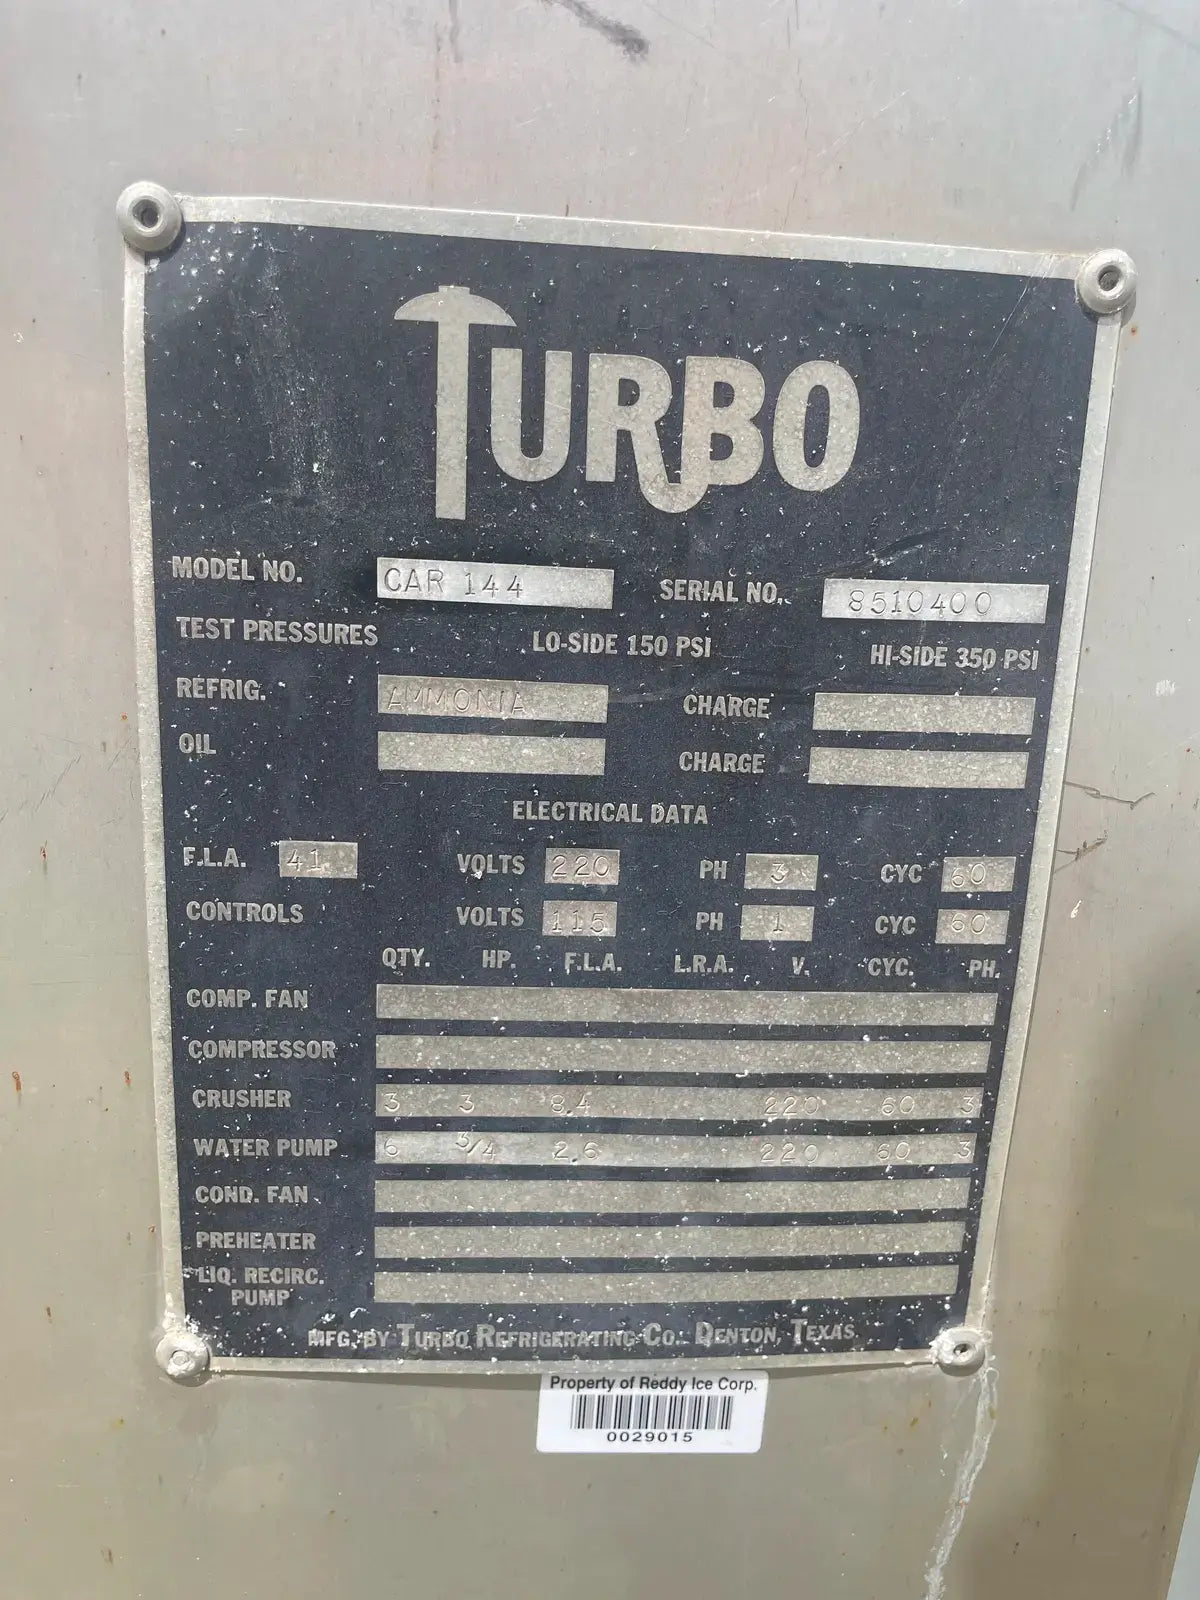 TURBO
MODEL NO. CAR 144 SERIAL NO. 8510400
TEST PRESSURES LO-SIDE 150 PSI HI-SIDE 350 PSI
REFRIG. AMMONIA CHARGE
OIL CHARGE
ELECTRICAL DATA
F.L.A. 41. VOLTS 220 PH 3 CYC 60
CONTROLS VOLTS 115 PH 1 CYC 60
QTY. HP. F.L.A. L.R.A. V. CYC. PH.
COMP. FAN
COMPRESSOR
CRUSHER 3 3 8.4 220 60 3
WATER PUMP 6 3/4 2.6 220 60 3
COND. FAN
PREHEATER
LIQ. RECIRC.
PUMP
MFG. BY TURBO REFRIGERATING CO. DENTON, TEXAS
Property of Reddy Ice Corp.
0029015